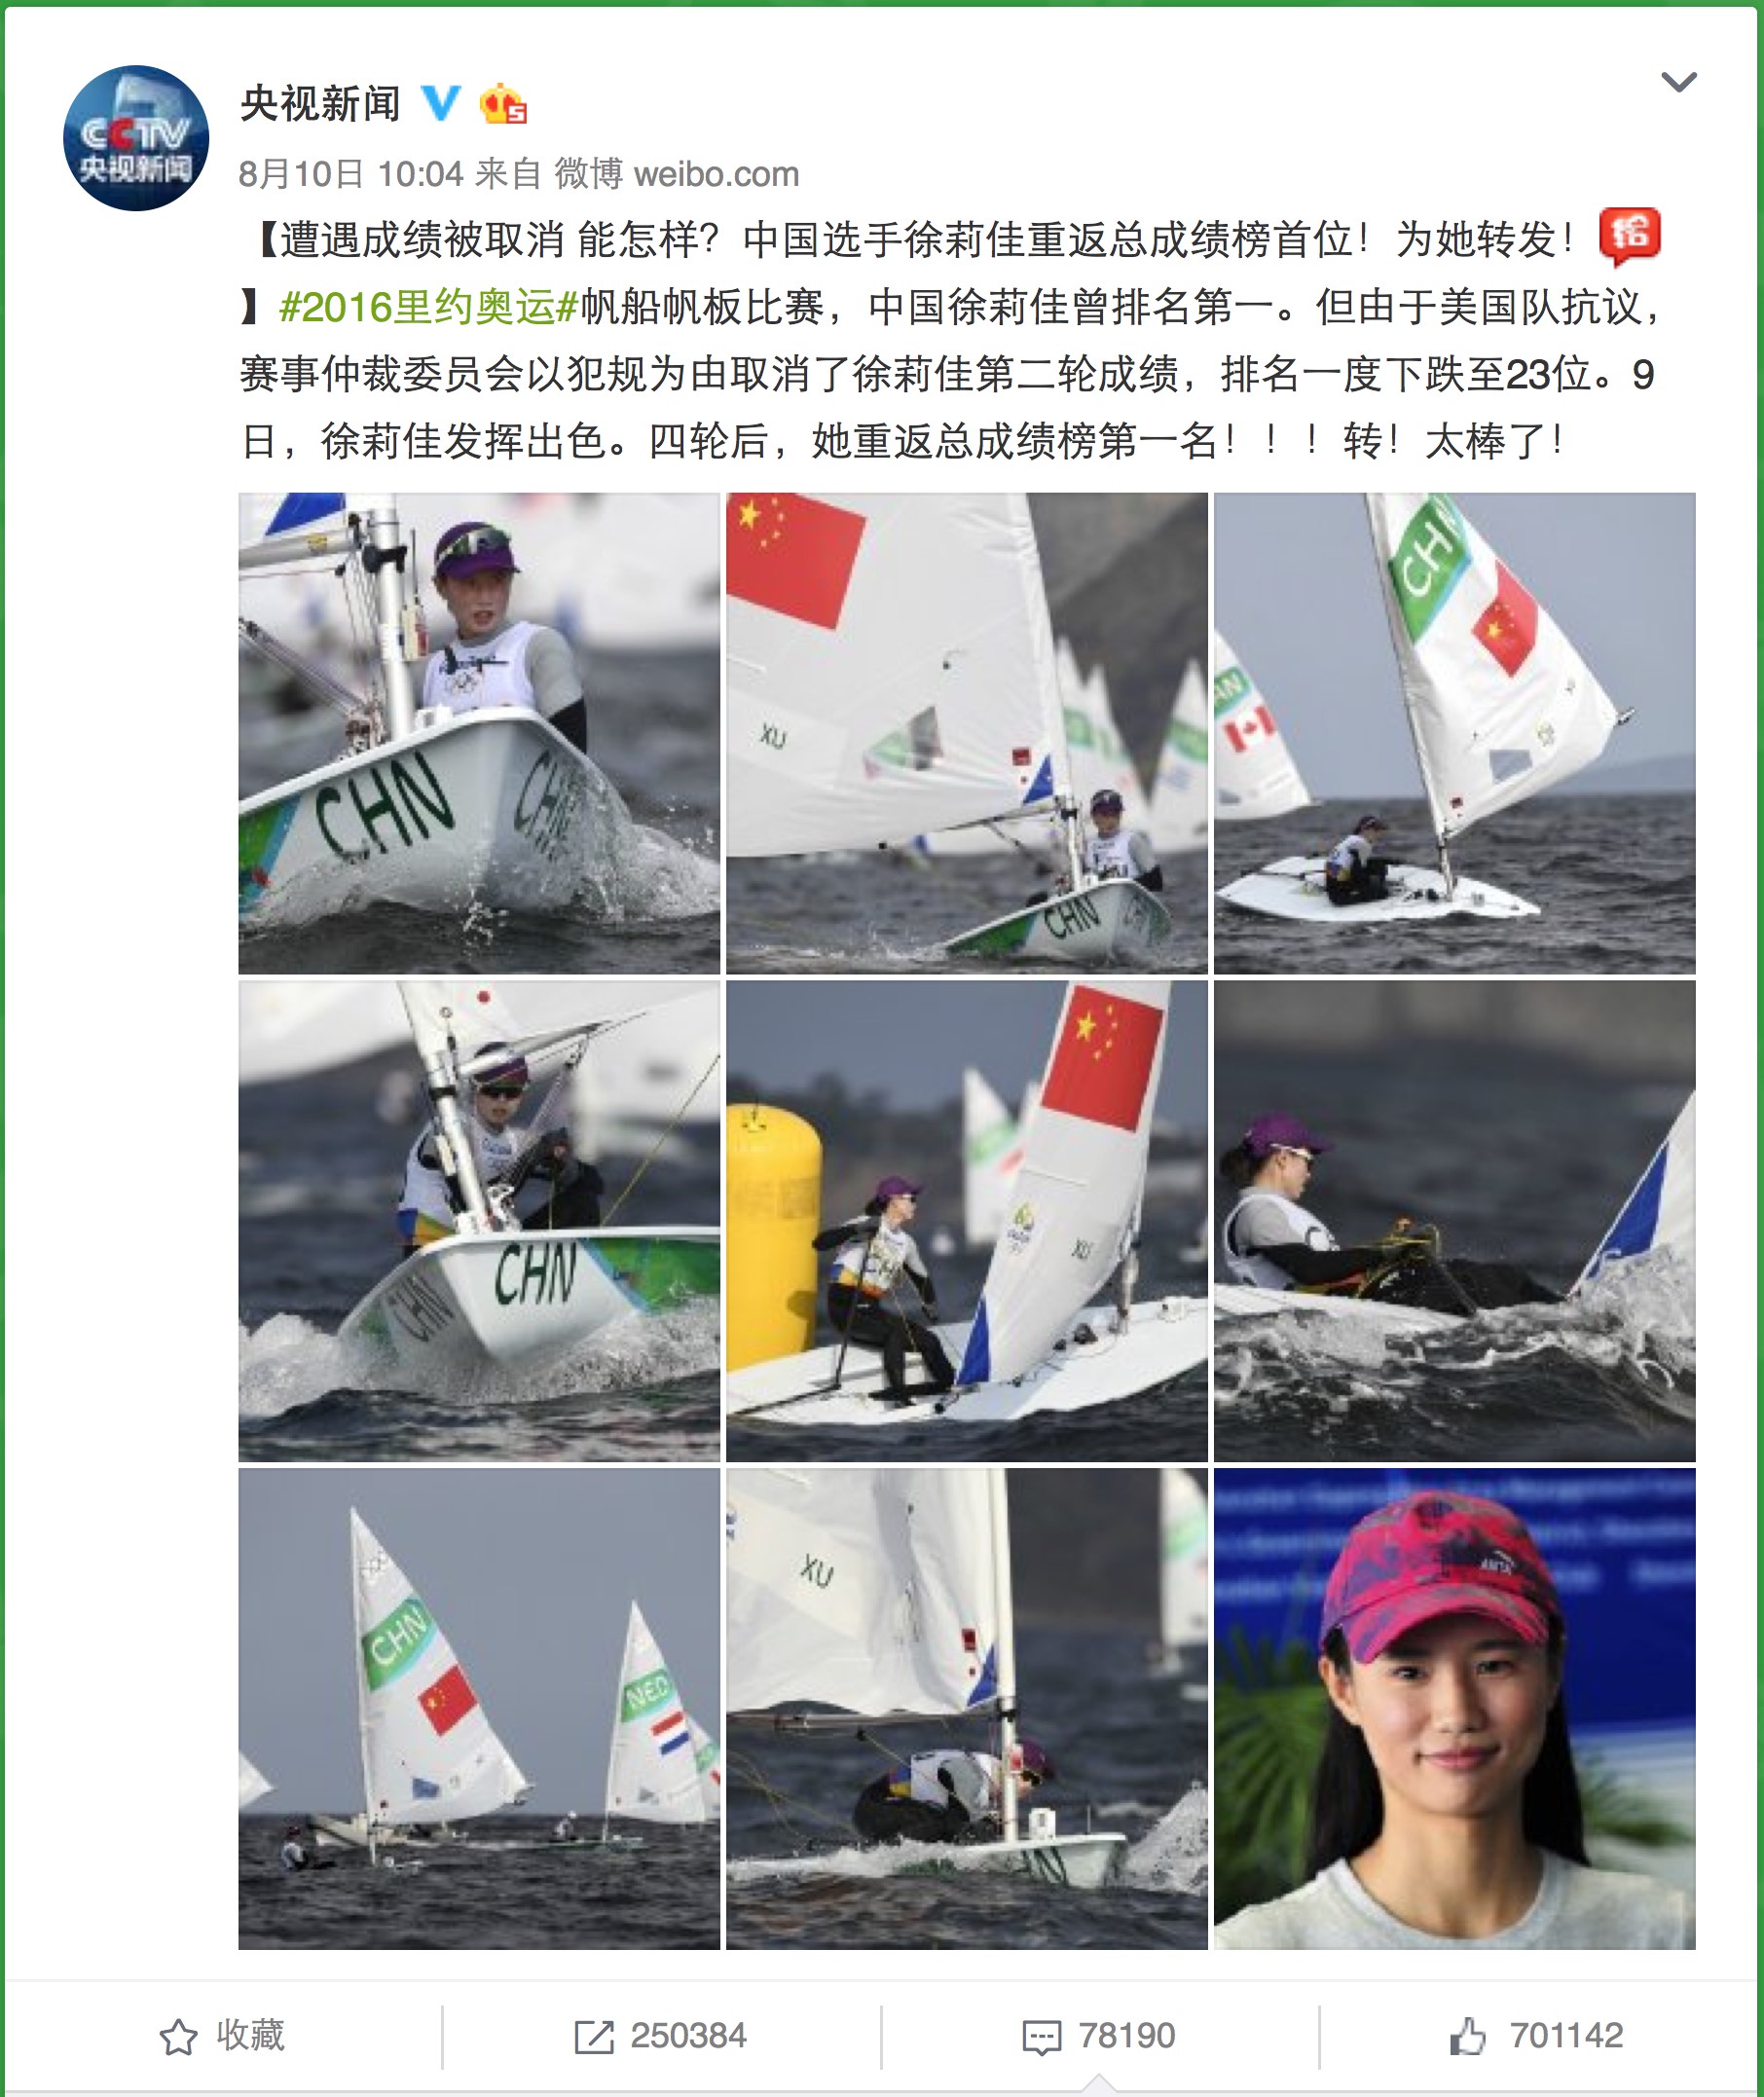 CCTV
央视新闻
央视新闻
8月10日 10:04 来自 微博 weibo.com
【遭遇成绩被取消 能怎样？中国选手徐莉佳重返总成绩榜首位！为她转发！
】#2016里约奥运#帆船帆板比赛，中国徐莉佳曾排名第一。但由于美国队抗议，
赛事仲裁委员会以犯规为由取消了徐莉佳第二轮成绩，排名一度下跌至23位。9
日，徐莉佳发挥出色。四轮后，她重返总成绩榜第一名！！！转！太棒了！
CHN
CHN
XU
CHN
CHN
CHN
CHN
XU
CHN
NED
XU
收藏
250384
78190
701142